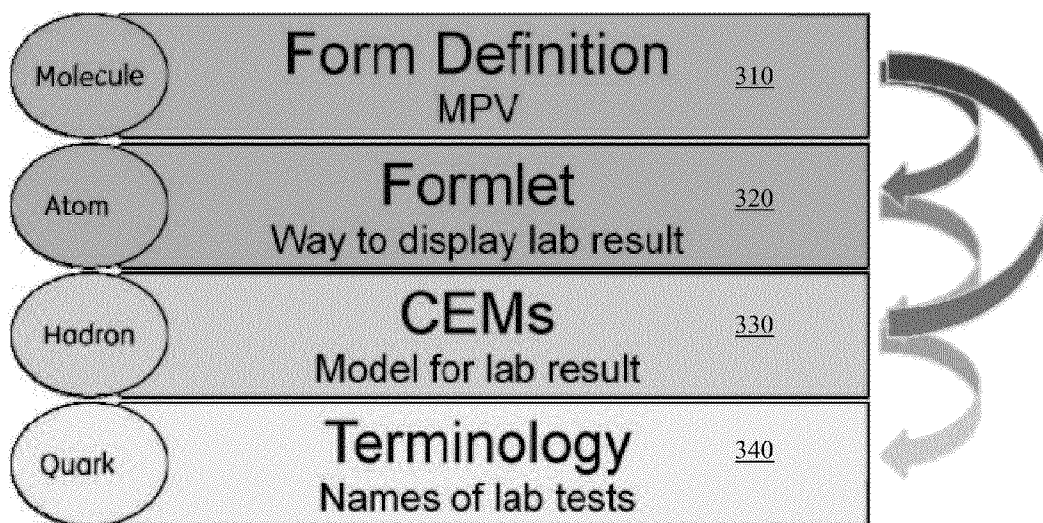 Molecule
Form Definition
310
MPV
Atom
Formlet
320
Way to display lab result
Hadron
CEMs
330
Model for lab result
Quark
Terminology
340
Names of lab tests